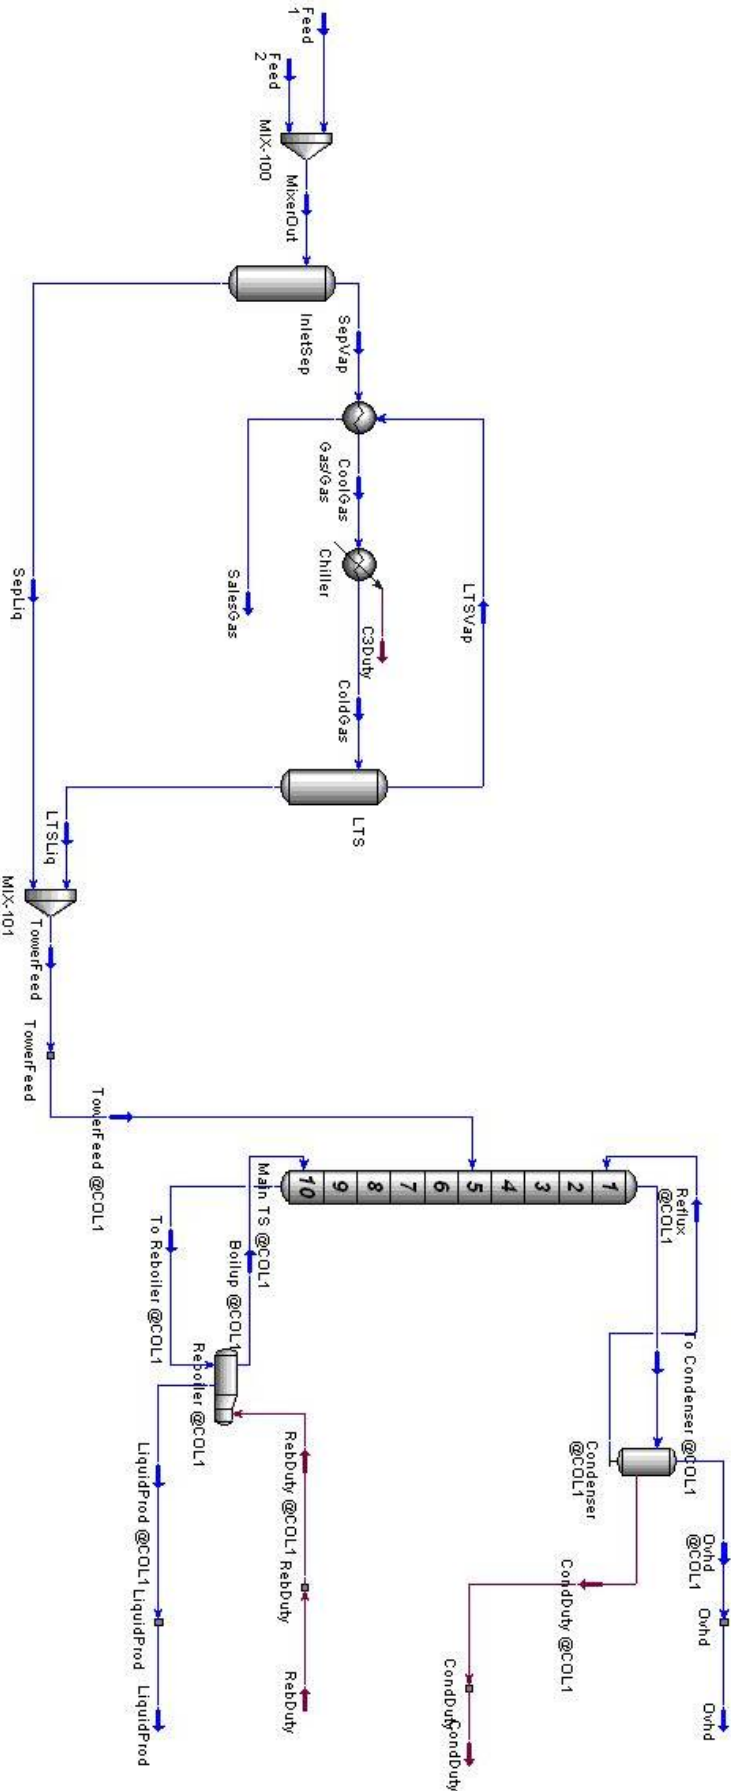 Feed
1
Feed
2
MIX-100
MixerOut
InletSep
SepVap
SepLiq
Gas/Gas
CoolGas
SalesGas
Chiller
C3Duty
ColdGas
LTSVap
LTS
LTSLiq
MIX-101
TowerFeed
TowerFeed
TowerFeed @COL1
Main TS @COL1
1
2
3
4
5
6
7
8
9
10
Reflux
@COL1
To Condenser @COL1
Condenser
@COL1
Ovhd
@COL1
Ovhd
Ovhd
CondDuty @COL1
CondDuty
CondDuty
To Reboiler @COL1
Boilup @COL1
Reboiler @COL1
RebDuty @COL1
RebDuty
RebDuty
LiquidProd @COL1
LiquidProd
LiquidProd